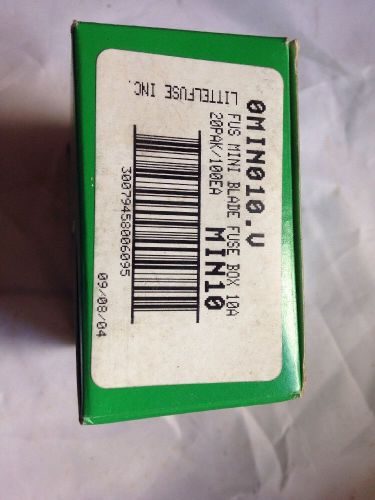 0MIN010.V
FUS MINI BLADE FUSE BOX 10A
20PAK/100EA MIN10
LITTELFUSE INC.
30079458006095
09/08/04